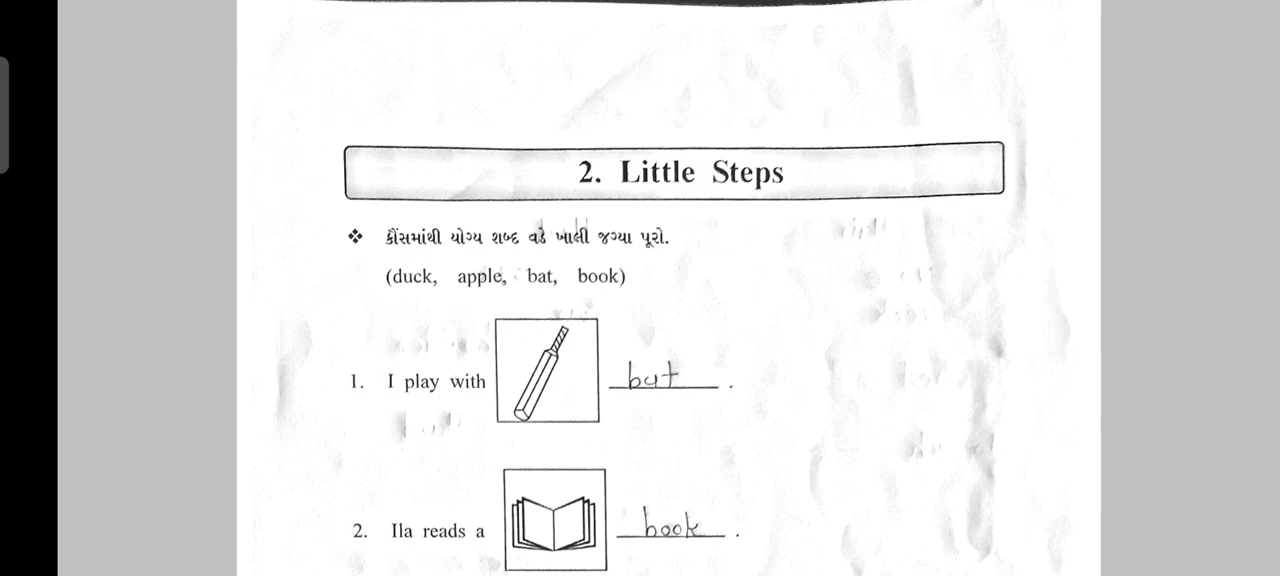 2. Little Steps
❖ કૌંસમાંથી યોગ્ય શબ્દ વડે ખાલી જગ્યા પૂરો.
(duck, apple, bat, book)
1. I play with bat.
2. Ila reads a book.